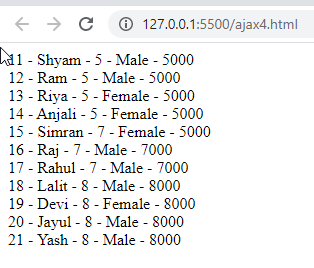 127.0.0.1:5500/ajax4.html
11 - Shyam - 5 - Male - 5000
12 - Ram - 5 - Male - 5000
13 - Riya - 5 - Female - 5000
14 - Anjali - 5 - Female - 5000
15 - Simran - 7 - Female - 5000
16 - Raj - 7 - Male - 7000
17 - Rahul - 7 - Male - 7000
18 - Lalit - 8 - Male - 8000
19 - Devi - 8 - Female - 8000
20 - Jayul - 8 - Male - 8000
21 - Yash - 8 - Male - 8000